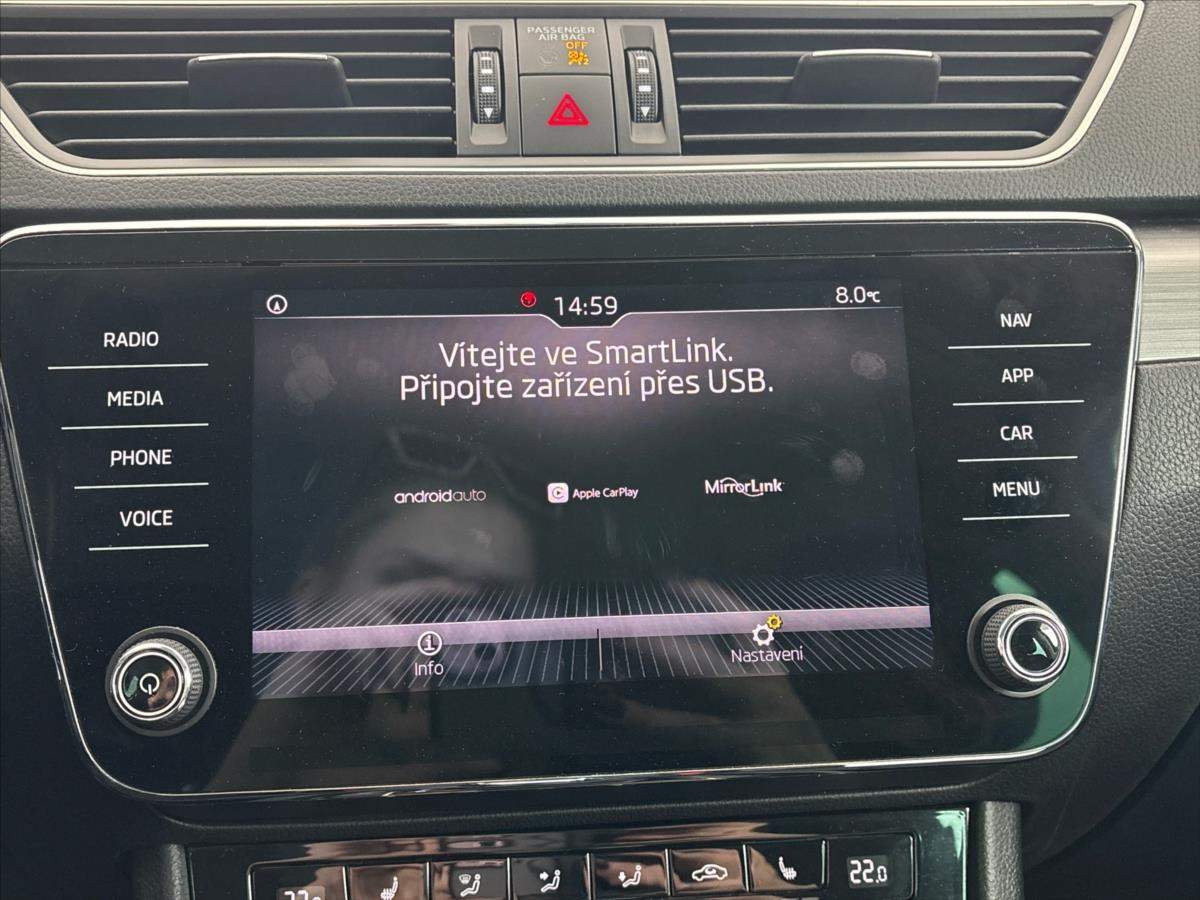 PASSENGER
AIR BAG
OFF
14:59
8.0°C
Vítejte ve SmartLink.
Připojte zařízení přes USB.
androidauto
Apple CarPlay
MirrorLink
Info
Nastavení
RADIO
MEDIA
PHONE
VOICE
NAV
APP
CAR
MENU
22.0